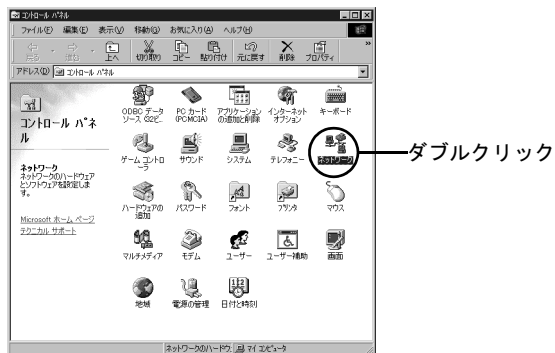 コントロール パネル
ファイル(F) 編集(E) 表示(V) 移動(G) お気に入り(A) ヘルプ(H)
戻る 進む 上へ 切り取り コピー 貼り付け 元に戻す 削除 プロパティ »
アドレス(D) コントロール パネル
コントロール パネ
ル
ネットワーク
ネットワークのハードウェア
とソフトウェアを設定しま
す。
Microsoft ホーム ページ
テクニカル サポート
ODBC データ
ソース (32ビ...
PC カード
(PCMCIA)
アプリケーション
の追加と削除
インターネット
オプション
キーボード
ゲーム コントロ
ーラ
サウンド
システム
テレフォニー
ネットワーク
ダブルクリック
ハードウェアの
追加
パスワード
フォント
プリンタ
マウス
マルチメディア
モデム
ユーザー
ユーザー補助
画面
地域
電源の管理
日付と時刻
ネットワークのハードウ
マイ コンピュータ